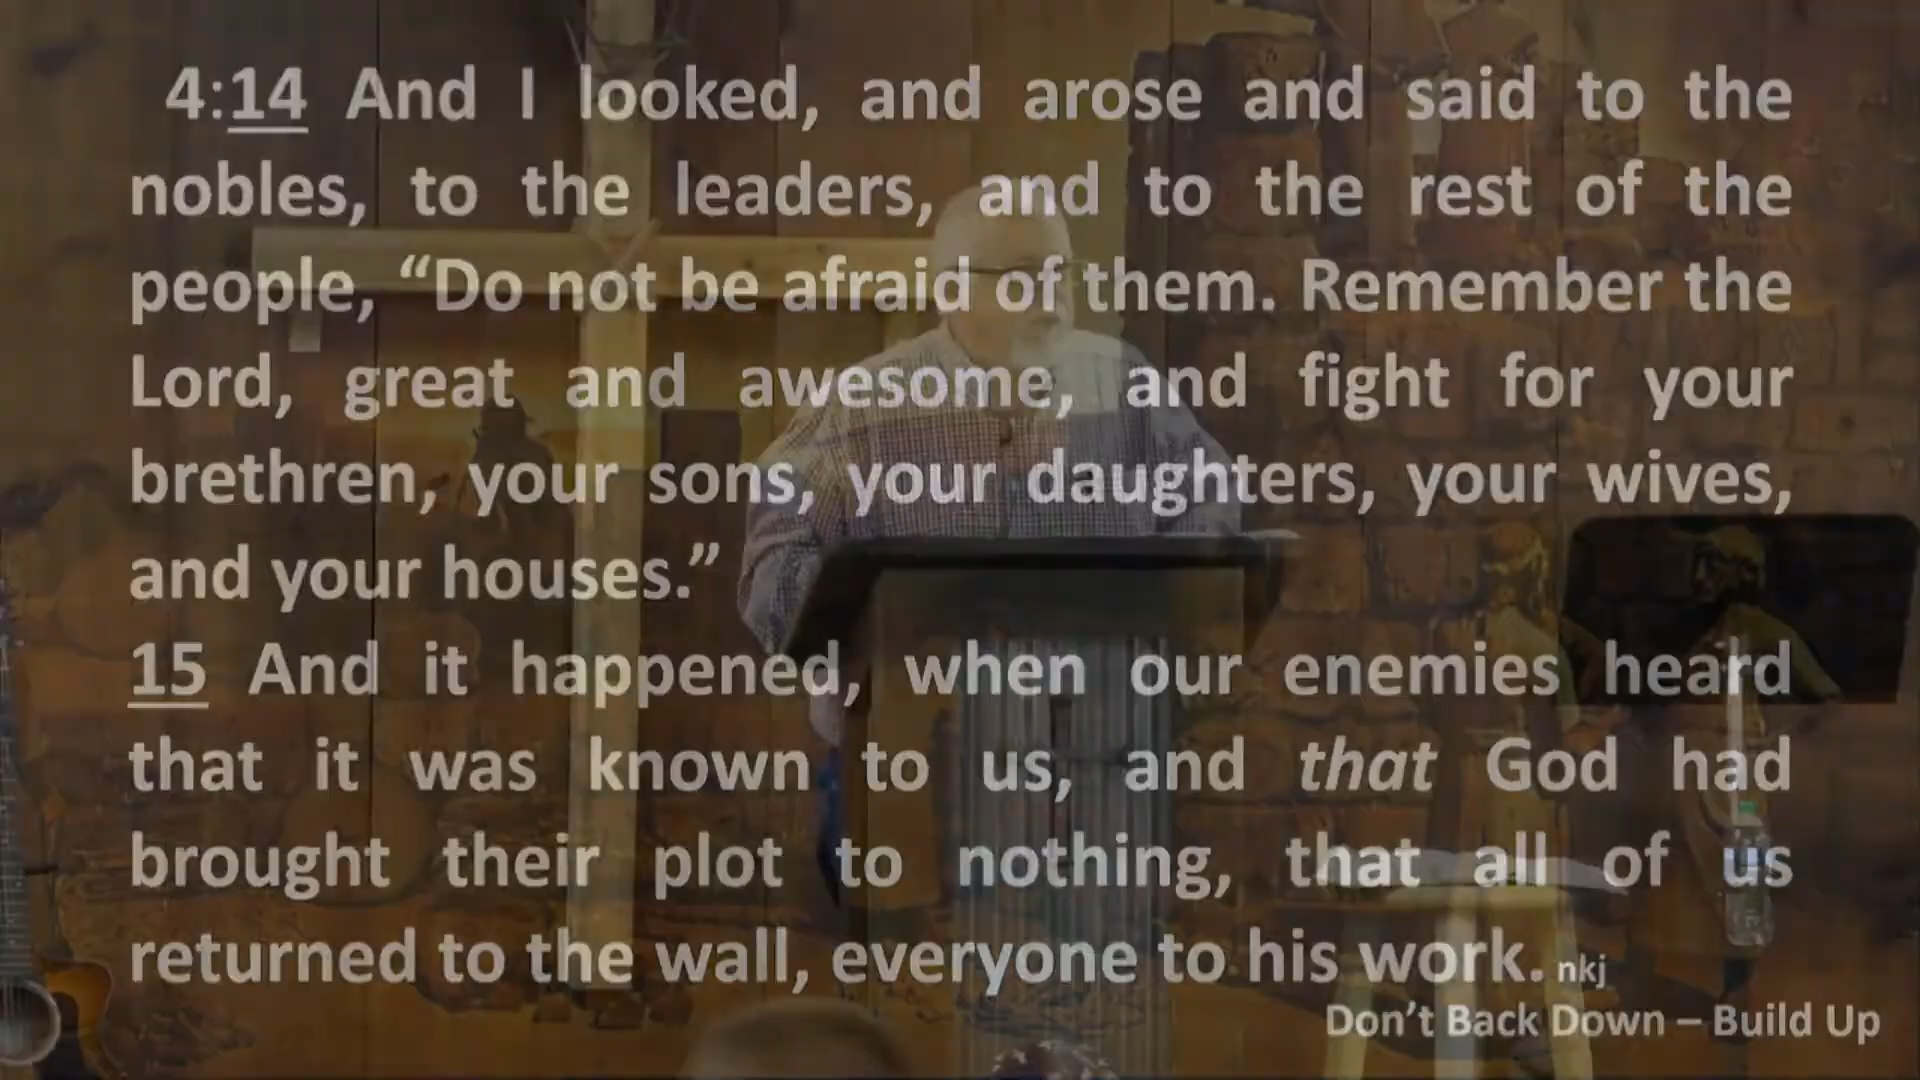 4:14 And I looked, and arose and said to the
nobles, to the leaders, and to the rest of the
people, “Do not be afraid of them. Remember the
Lord, great and awesome, and fight for your
brethren, your sons, your daughters, your wives,
and your houses.”
15 And it happened, when our enemies heard
that it was known to us, and that God had
brought their plot to nothing, that all of us
returned to the wall, everyone to his work. nkj
Don’t Back Down – Build Up